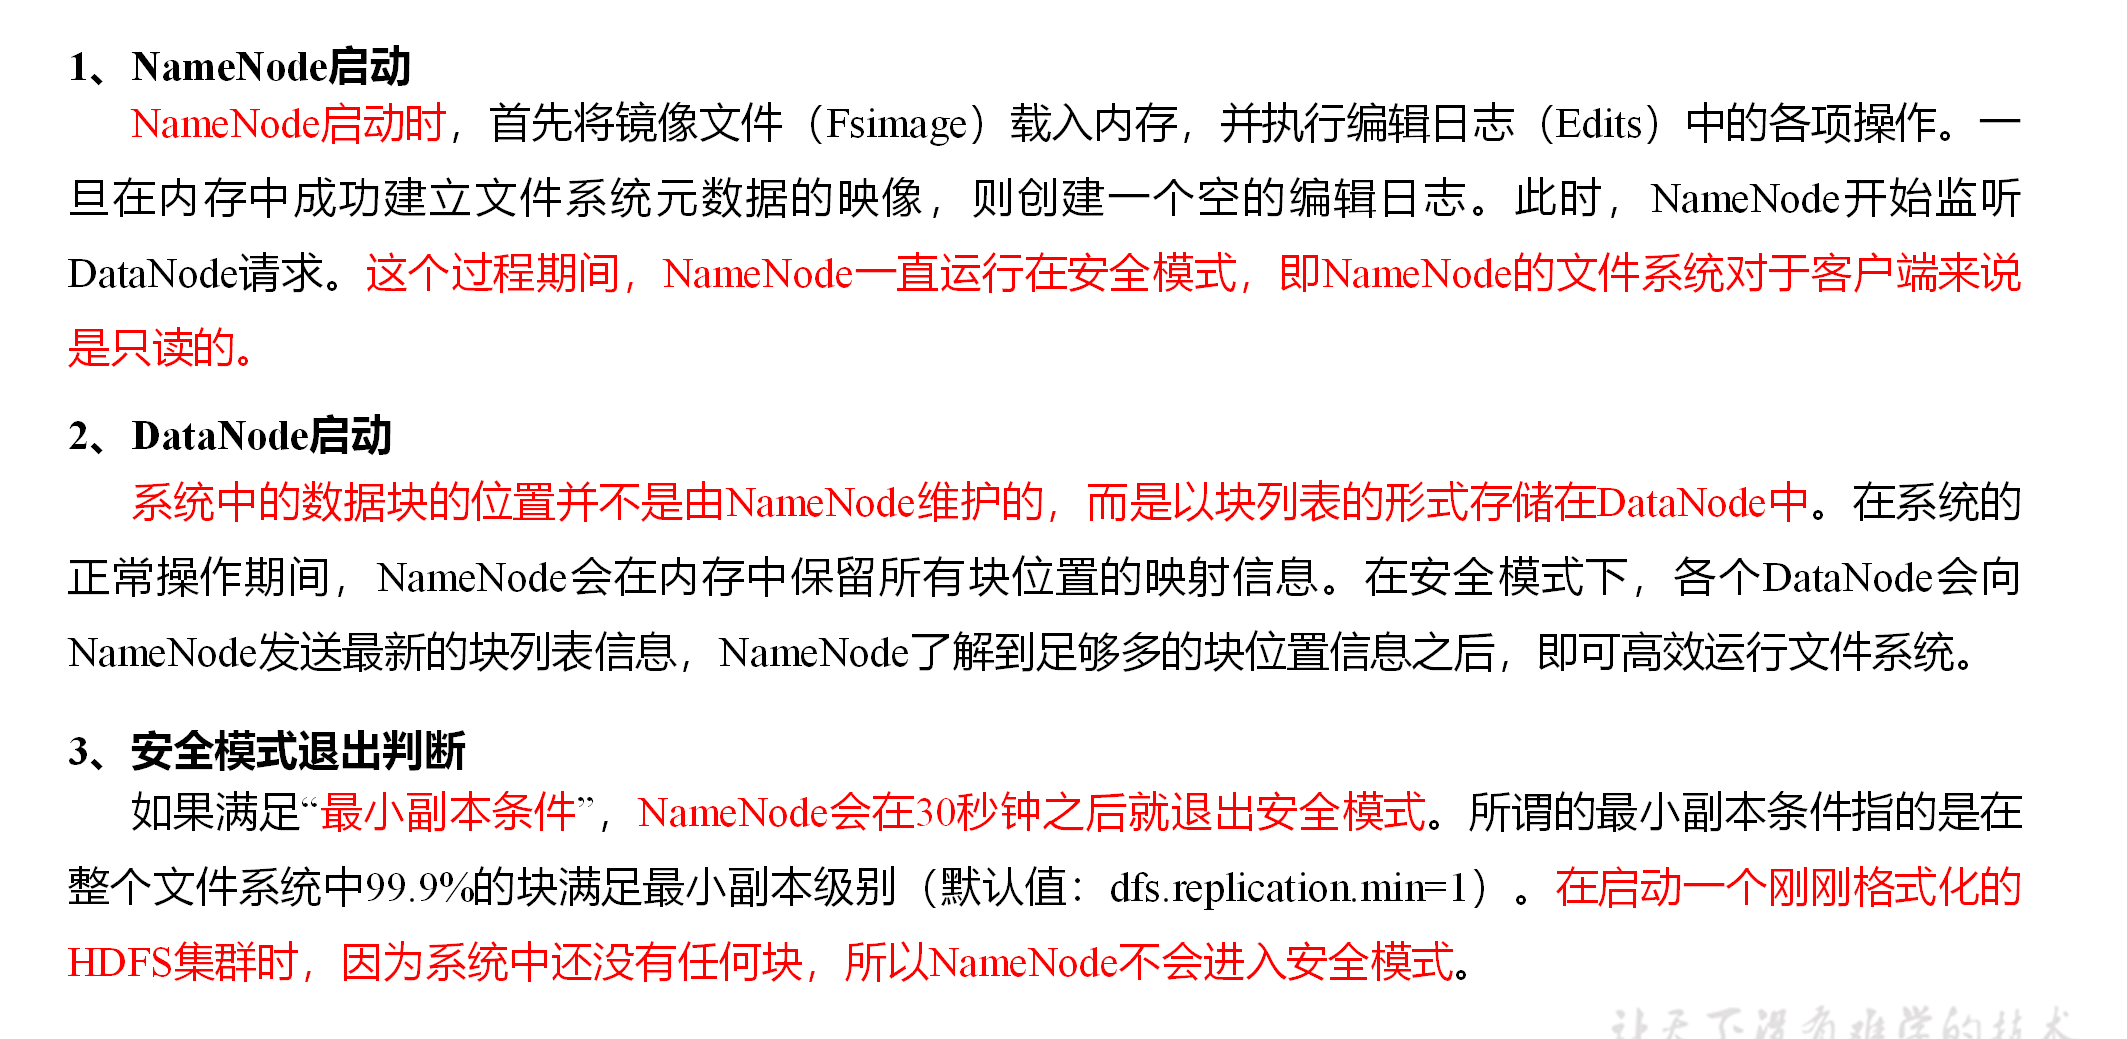 1、NameNode启动
NameNode启动时，首先将镜像文件（Fsimage）载入内存，并执行编辑日志（Edits）中的各项操作。一
旦在内存中成功建立文件系统元数据的映像，则创建一个空的编辑日志。此时，NameNode开始监听
DataNode请求。这个过程期间，NameNode一直运行在安全模式，即NameNode的文件系统对于客户端来说
是只读的。
2、DataNode启动
系统中的数据块的位置并不是由NameNode维护的，而是以块列表的形式存储在DataNode中。在系统的
正常操作期间，NameNode会在内存中保留所有块位置的映射信息。在安全模式下，各个DataNode会向
NameNode发送最新的块列表信息，NameNode了解到足够多的块位置信息之后，即可高效运行文件系统。
3、安全模式退出判断
如果满足“最小副本条件”，NameNode会在30秒钟之后就退出安全模式。所谓的最小副本条件指的是在
整个文件系统中99.9%的块满足最小副本级别（默认值：dfs.replication.min=1）。在启动一个刚刚格式化的
HDFS集群时，因为系统中还没有任何块，所以NameNode不会进入安全模式。
让天下没有难学的技术